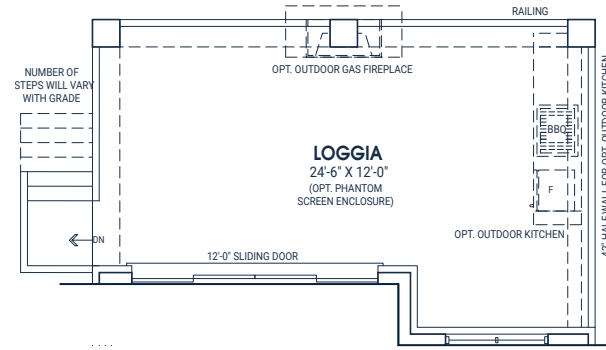 RAILING
OPT. OUTDOOR GAS FIREPLACE
NUMBER OF
STEPS WILL VARY
WITH GRADE
BBQ
LOGGIA
24'-6" X 12'-0"
(OPT. PHANTOM
SCREEN ENCLOSURE)
F
OPT. OUTDOOR KITCHEN
DN
12'-0" SLIDING DOOR
42" HALF WALL FOR OPT. OUTDOOR KITCHEN